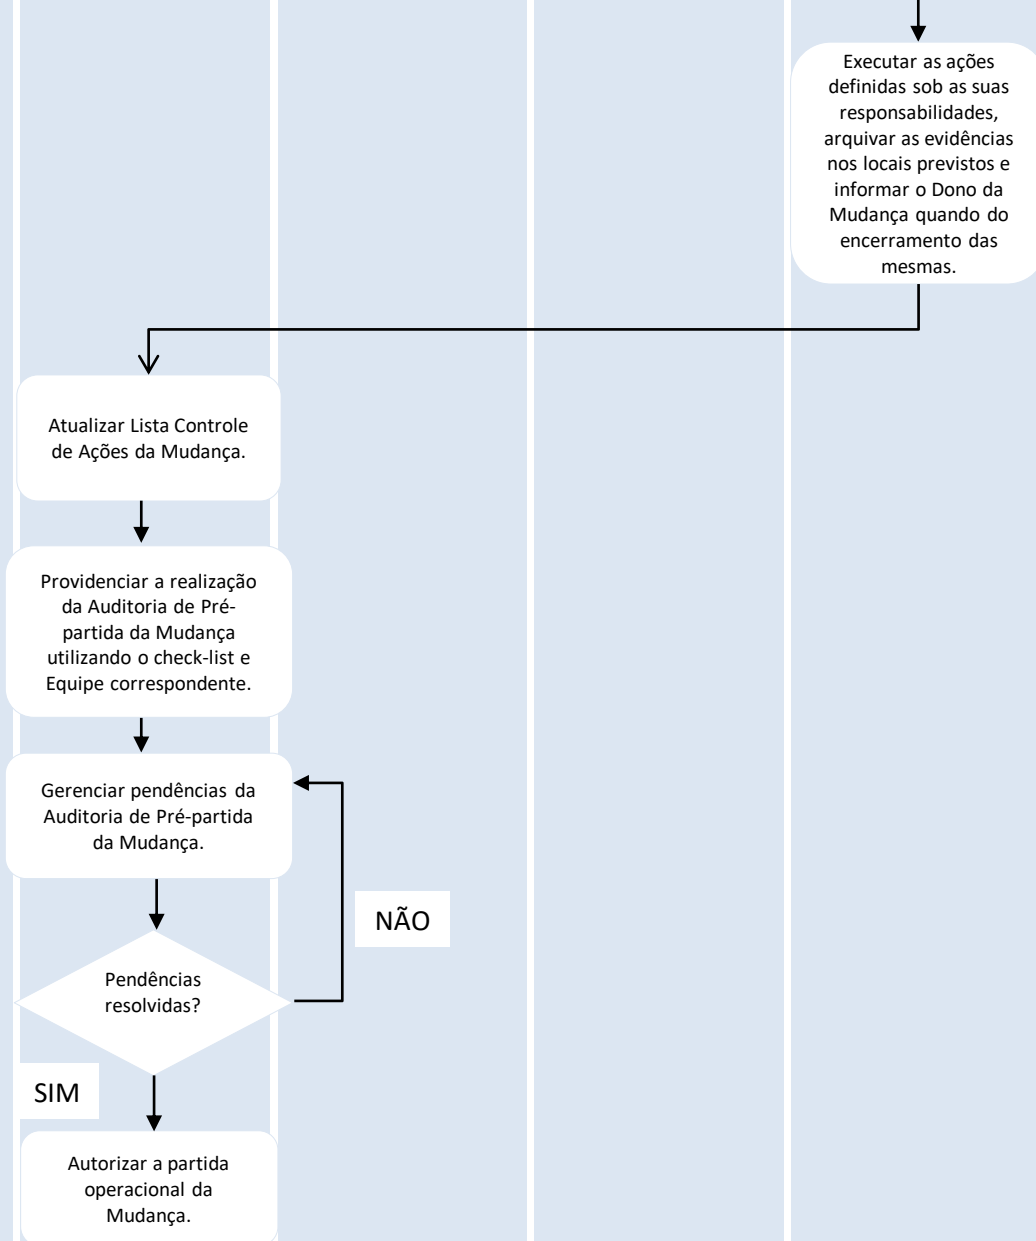 Executar as ações
definidas sob as suas
responsabilidades,
arquivar as evidências
nos locais previstos e
informar o Dono da
Mudança quando do
encerramento das
mesmas.
Atualizar Lista Controle
de Ações da Mudança.
Providenciar a realização
da Auditoria de Pré-
partida da Mudança
utilizando o check-list e
Equipe correspondente.
Gerenciar pendências da
Auditoria de Pré-partida
da Mudança.
NÃO
Pendências
resolvidas?
SIM
Autorizar a partida
operacional da
Mudança.